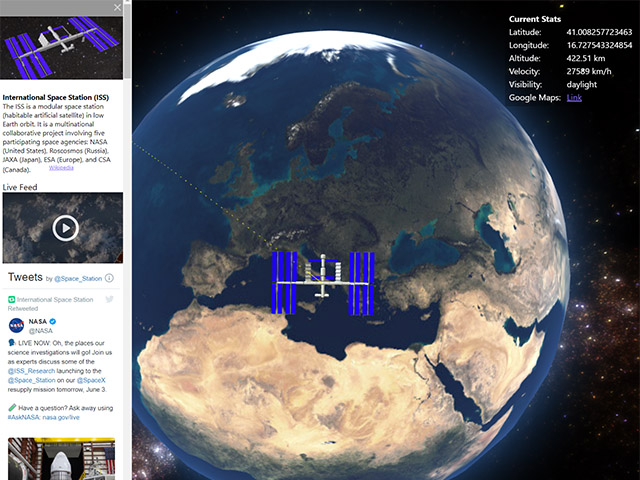 International Space Station (ISS)
The ISS is a modular space station
(habitable artificial satellite) in low
Earth orbit. It is a multinational
collaborative project involving five
participating space agencies: NASA
(United States), Roscosmos (Russia),
JAXA (Japan), ESA (Europe), and CSA
(Canada). Wikipedia
Live Feed
Tweets by @Space_Station
International Space Station
Retweeted
NASA
@NASA
LIVE NOW: Oh, the places our
science investigations will go! Join us
as experts discuss some of the
@ISS_Research launching to the
@Space_Station on our @SpaceX
resupply mission tomorrow, June 3.
Have a question? Ask away using
#AskNASA: nasa.gov/live
Current Stats
Latitude: 41.008257723463
Longitude: 16.727543324854
Altitude: 422.51 km
Velocity: 27589 km/h
Visibility: daylight
Google Maps: Link